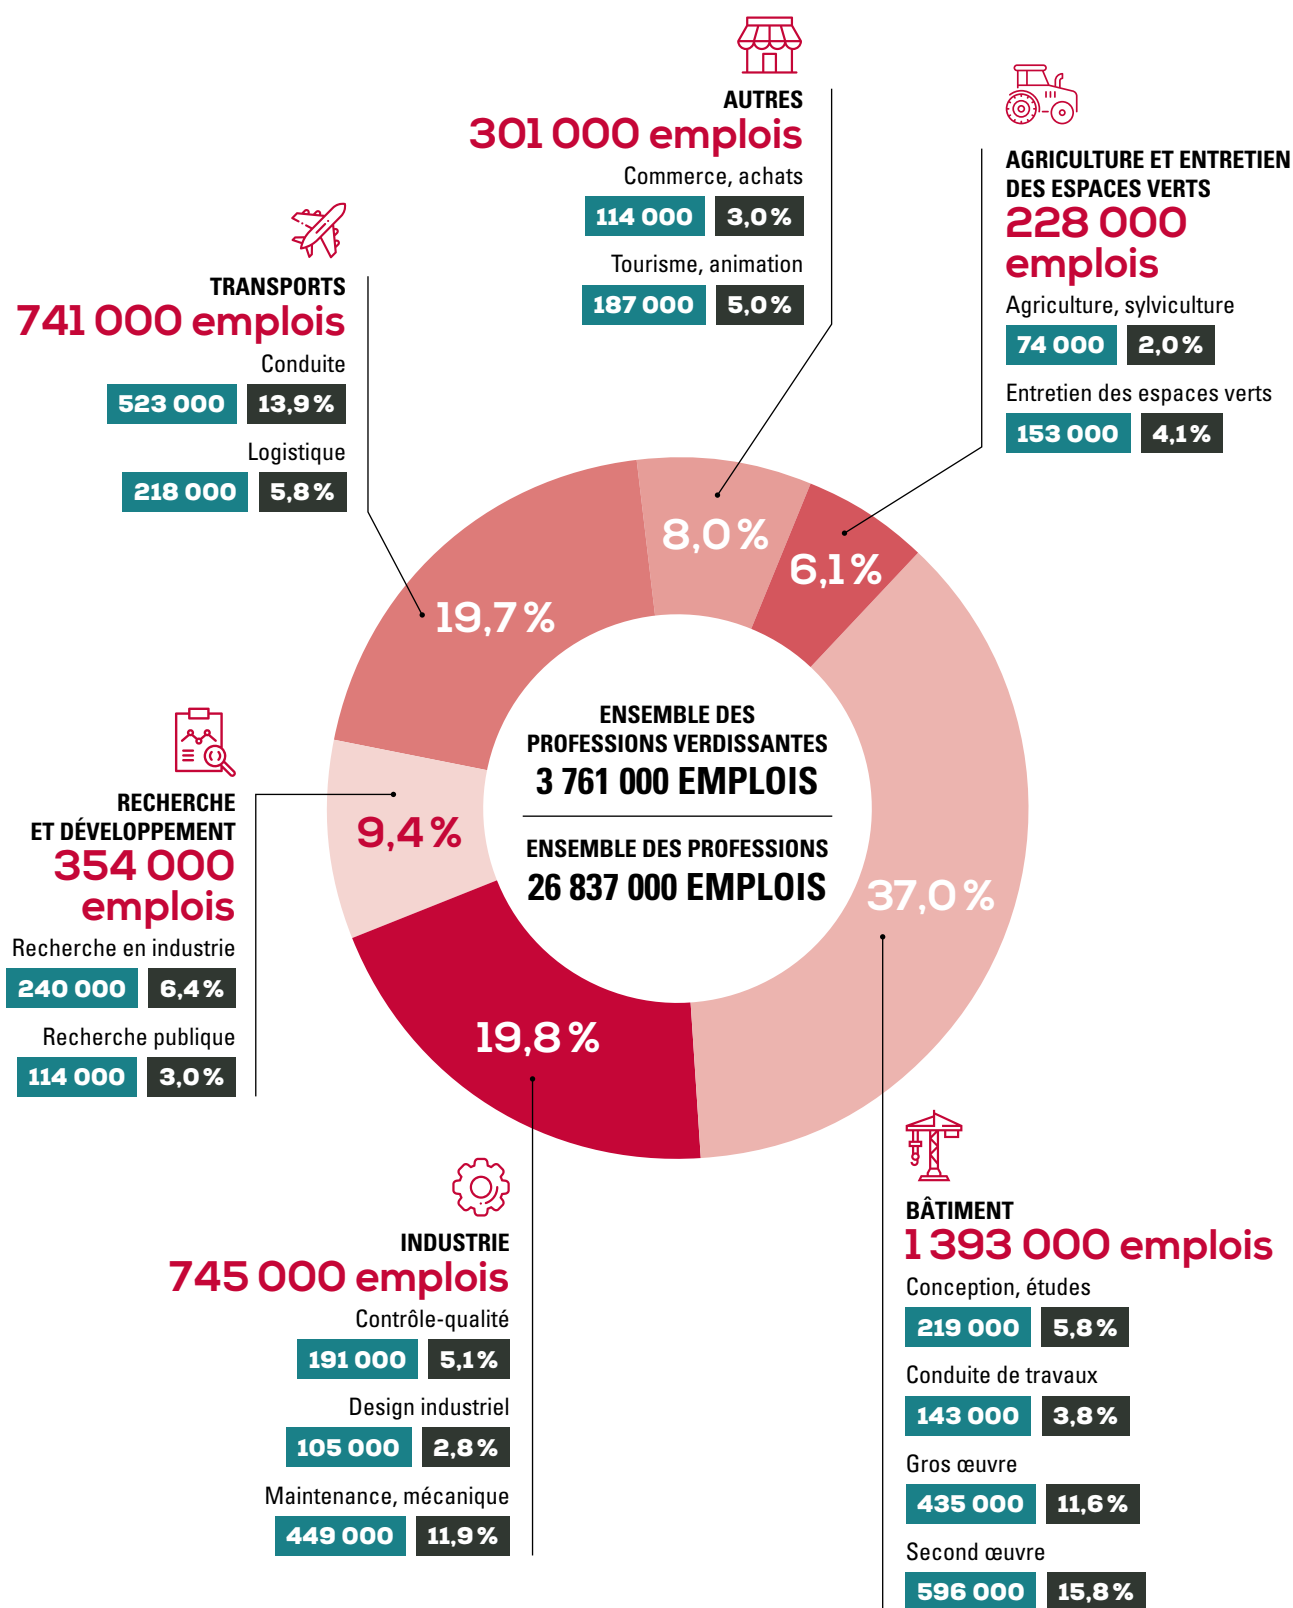 AUTRES
301 000 emplois
Commerce, achats
114 000 3,0 %
Tourisme, animation
187 000 5,0 %
AGRICULTURE ET ENTRETIEN
DES ESPACES VERTS
228 000
emplois
Agriculture, sylviculture
74 000 2,0 %
Entretien des espaces verts
153 000 4,1 %
TRANSPORTS
741 000 emplois
Conduite
523 000 13,9 %
Logistique
218 000 5,8 %
8,0 %
6,1 %
19,7 %
9,4 %
37,0 %
19,8 %
ENSEMBLE DES
PROFESSIONS VERDISSANTES
3 761 000 EMPLOIS
ENSEMBLE DES PROFESSIONS
26 837 000 EMPLOIS
RECHERCHE
ET DÉVELOPPEMENT
354 000
emplois
Recherche en industrie
240 000 6,4 %
Recherche publique
114 000 3,0 %
INDUSTRIE
745 000 emplois
Contrôle-qualité
191 000 5,1 %
Design industriel
105 000 2,8 %
Maintenance, mécanique
449 000 11,9 %
BÂTIMENT
1 393 000 emplois
Conception, études
219 000 5,8 %
Conduite de travaux
143 000 3,8 %
Gros œuvre
435 000 11,6 %
Second œuvre
596 000 15,8 %